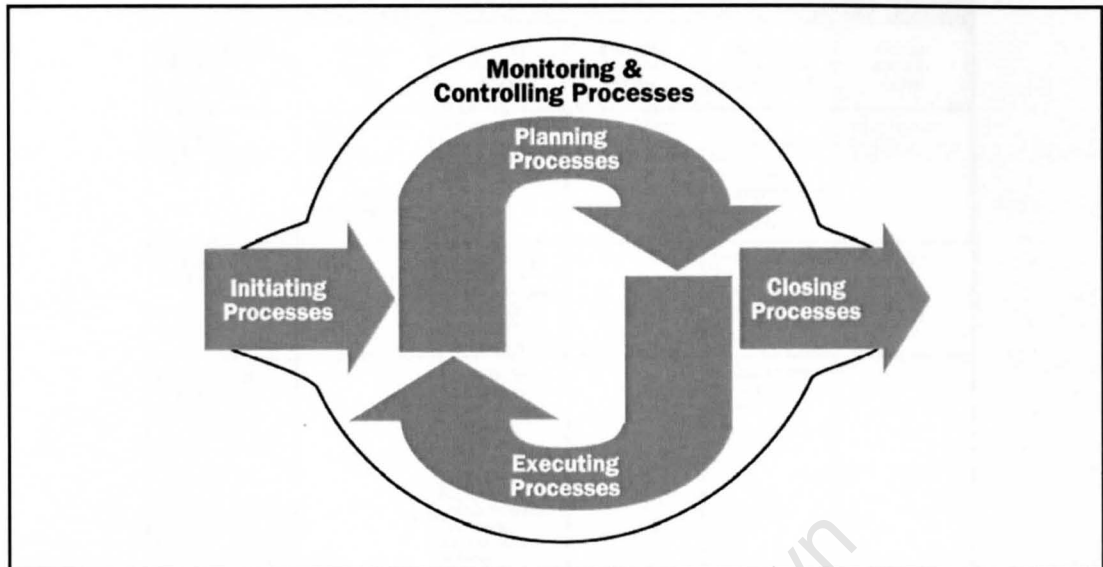 Monitoring &
Controlling Processes
Planning
Processes
Initiating
Processes
Closing
Processes
Executing
Processes